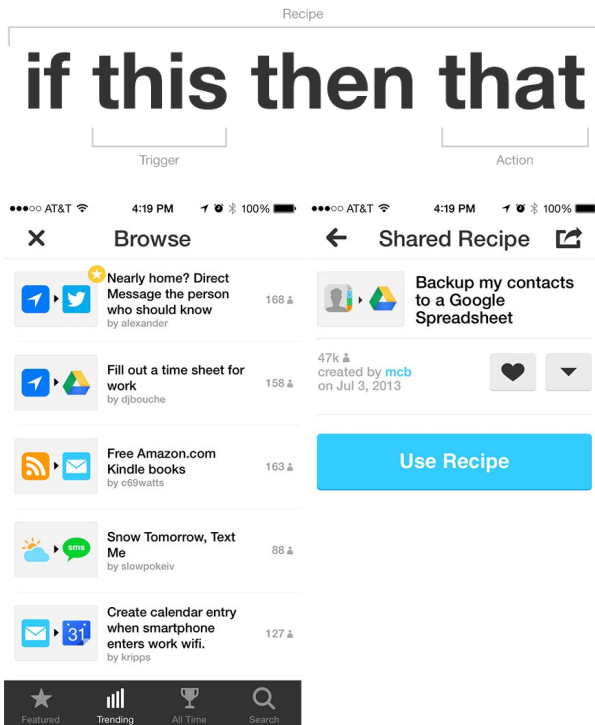 Recipe
if this then that
Trigger
Action
AT&T 4:19 PM 100%
Browse
Nearly home? Direct
Message the person
who should know
by alexander
168
Fill out a time sheet for
work
by djbouche
158
Free Amazon.com
Kindle books
by c69watts
163
sms
Snow Tomorrow, Text
Me
by slowpokeiv
88
31
Create calendar entry
when smartphone
enters work wifi.
by kripps
127
Featured Trending All Time Search
AT&T 4:19 PM 100%
Shared Recipe
Backup my contacts
to a Google
Spreadsheet
47k
created by mcb
on Jul 3, 2013
Use Recipe